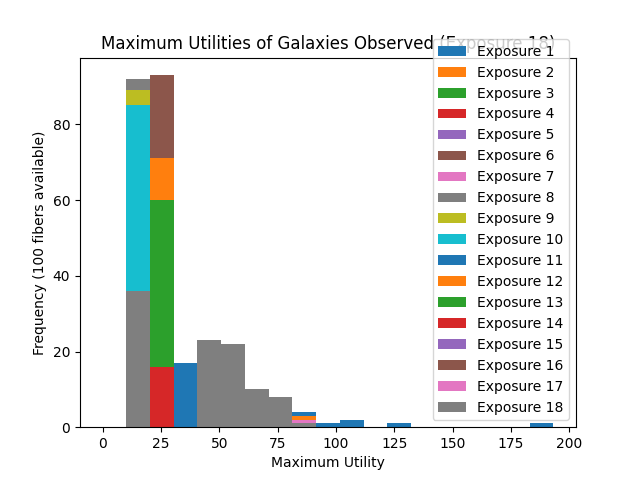 Maximum Utilities of Galaxies Observed (Exposure 18)
Frequency (100 fibers available)
80
60
40
20
0
0 25 50 75 100 125 150 175 200
Maximum Utility
Exposure 1
Exposure 2
Exposure 3
Exposure 4
Exposure 5
Exposure 6
Exposure 7
Exposure 8
Exposure 9
Exposure 10
Exposure 11
Exposure 12
Exposure 13
Exposure 14
Exposure 15
Exposure 16
Exposure 17
Exposure 18